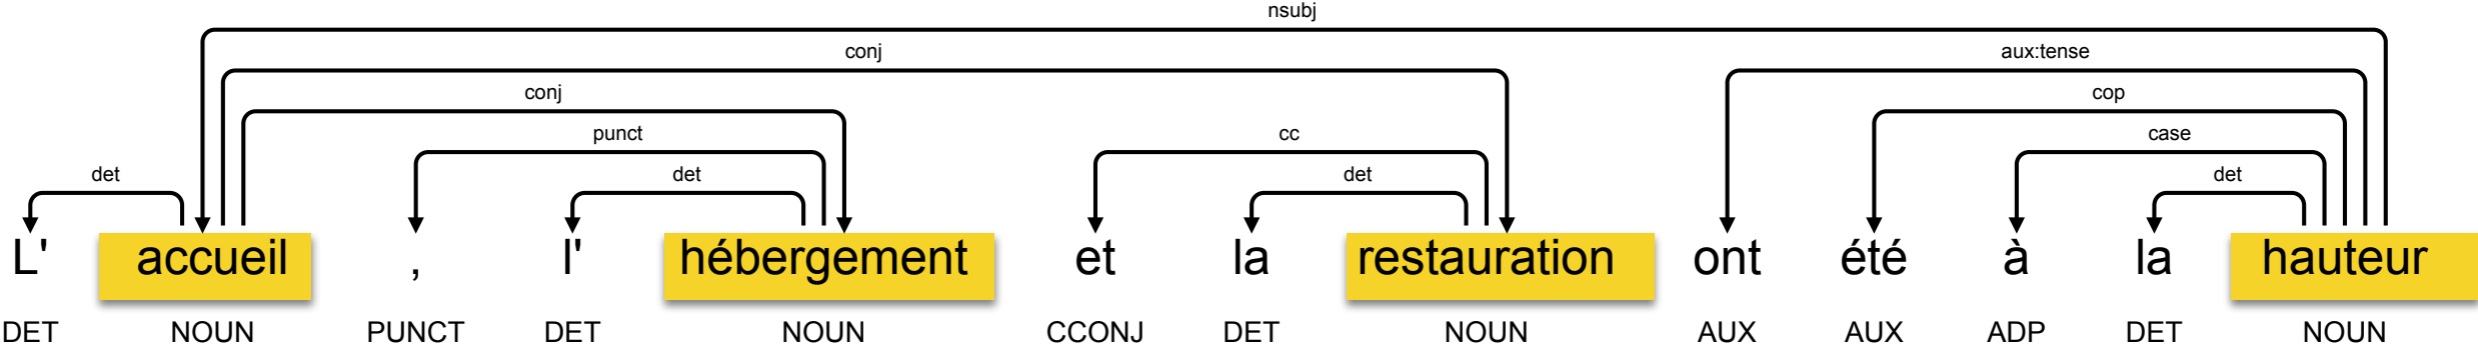 nsubj
conj aux:tense
conj cop
punct cc case
det det det det
L' accueil , l' hébergement et la restauration ont été à la hauteur
DET NOUN PUNCT DET NOUN CCONJ DET NOUN AUX AUX ADP DET NOUN